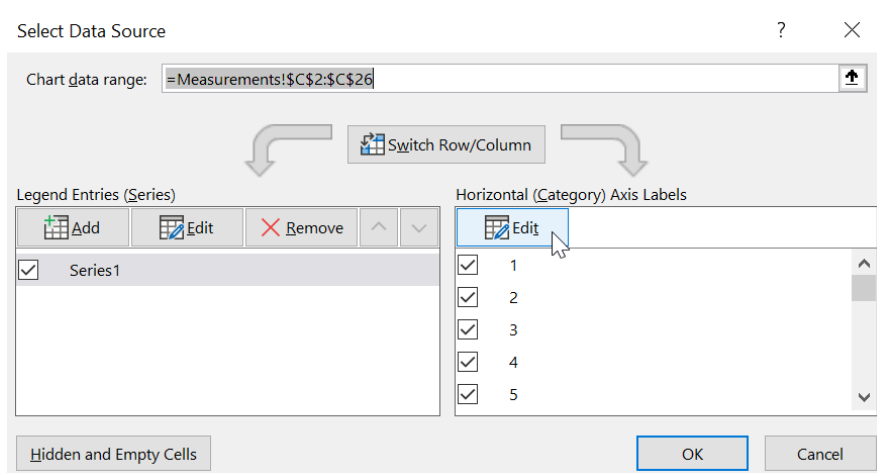 Select Data Source ?
Chart data range: =Measurements!$C$2:$C$26
Switch Row/Column
Legend Entries (Series)
Add Edit Remove
Series1
Horizontal (Category) Axis Labels
Edit
1
2
3
4
5
Hidden and Empty Cells
OK Cancel